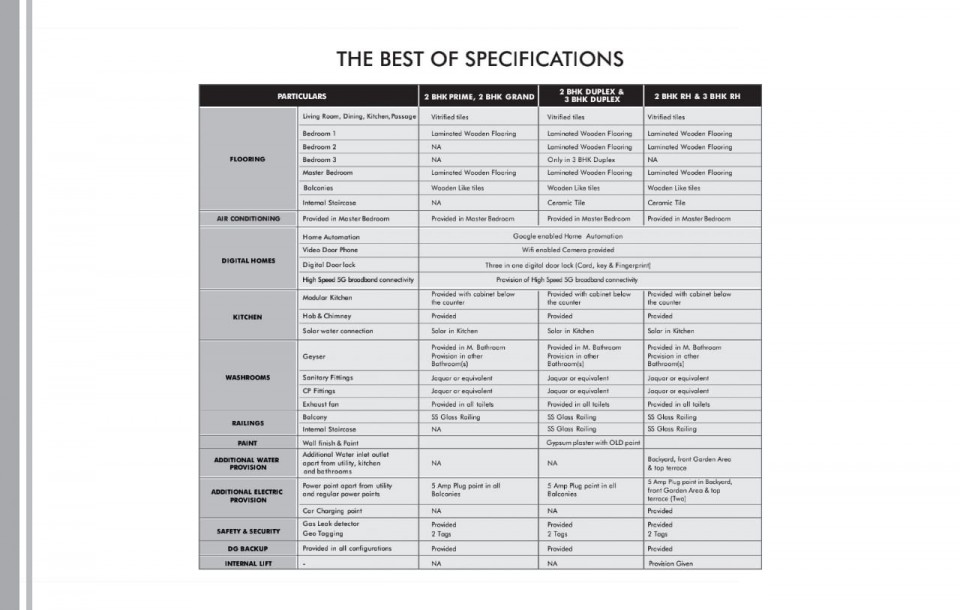 THE BEST OF SPECIFICATIONS
PARTICULARS 2 BHK PRIME, 2 BHK GRAND 2 BHK DUPLEX & 3 BHK DUPLEX 2 BHK RH & 3 BHK RH
FLOORING
Living Room, Dining, Kitchen, Passage Vitrified tiles Vitrified tiles Vitrified tiles
Bedroom 1 Laminated Wooden Flooring Laminated Wooden Flooring Laminated Wooden Flooring
Bedroom 2 NA Laminated Wooden Flooring Laminated Wooden Flooring
Bedroom 3 NA Only in 3 BHK Duplex NA
Master Bedroom Laminated Wooden Flooring Laminated Wooden Flooring Laminated Wooden Flooring
Balconies Wooden Like tiles Wooden Like tiles Wooden Like tiles
Internal Staircase NA Ceramic Tile Ceramic Tile
AIR CONDITIONING Provided in Master Bedroom Provided in Master Bedroom Provided in Master Bedroom Provided in Master Bedroom
DIGITAL HOMES
Home Automation Google enabled Home Automation
Video Door Phone Wifi enabled Camera provided
Digital Door lock Three in one digital door lock (Card, key & Fingerprint)
High Speed 5G broadband connectivity Provision of High Speed 5G broadband connectivity
KITCHEN
Modular Kitchen Provided with cabinet below the counter Provided with cabinet below the counter Provided with cabinet below the counter
Hob & Chimney Provided Provided Provided
Solar water connection Solar in Kitchen Solar in Kitchen Solar in Kitchen
WASHROOMS
Geyser Provided in M. Bathroom Provision in other Bathroom(s) Provided in M. Bathroom Provision in other Bathroom(s) Provided in M. Bathroom Provision in other Bathroom(s)
Sanitary Fittings Jaquar or equivalent Jaquar or equivalent Jaquar or equivalent
CP Fittings Jaquar or equivalent Jaquar or equivalent Jaquar or equivalent
Exhaust fan Provided in all toilets Provided in all toilets Provided in all toilets
RAILINGS
Balcony SS Glass Railing SS Glass Railing SS Glass Railing
Internal Staircase NA SS Glass Railing SS Glass Railing
PAINT Wall finish & Paint Gypsum plaster with OLD paint
ADDITIONAL WATER PROVISION
Additional Water inlet outlet apart from utility, kitchen and bathrooms NA NA Backyard, front Garden Area & top terrace
ADDITIONAL ELECTRIC PROVISION
Power point apart from utility and regular power points 5 Amp Plug point in all Balconies 5 Amp Plug point in all Balconies 5 Amp Plug point in Backyard, front Garden Area & top terrace (Two)
Car Charging point NA NA Provided
SAFETY & SECURITY
Gas Leak detector Provided Provided Provided
Geo Tagging 2 Tags 2 Tags 2 Tags
DG BACKUP Provided in all configurations Provided Provided Provided
INTERNAL LIFT - NA NA Provision Given